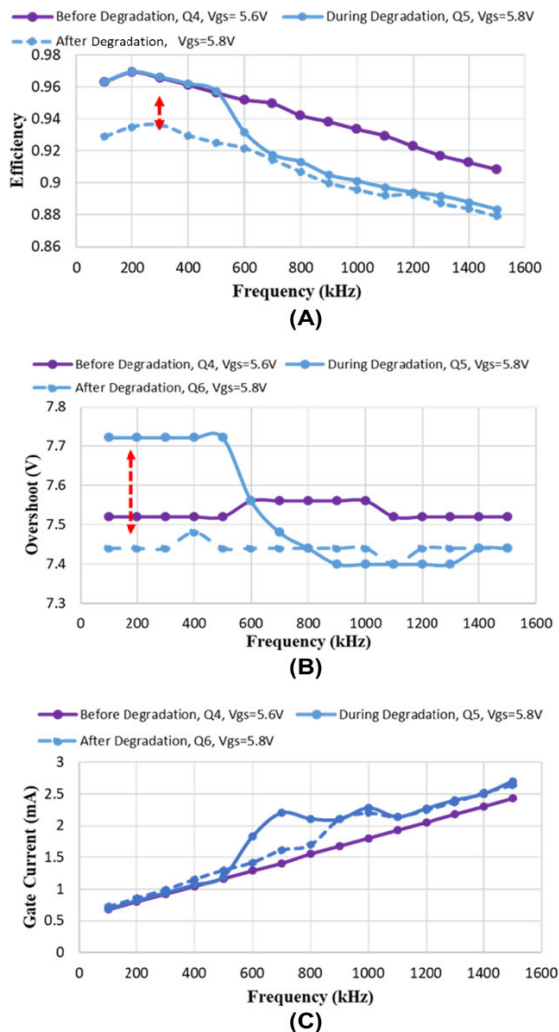 Before Degradation, Q4, Vgs= 5.6V During Degradation, Q5, Vgs=5.8V
After Degradation, Vgs=5.8V
0.98
0.96
0.94
0.92
0.9
0.88
0.86
Efficiency
0 200 400 600 800 1000 1200 1400 1600
Frequency (kHz)
(A)
Before Degradation, Q4, Vgs=5.6V During Degradation, Q5, Vgs=5.8V
After Degradation, Q6, Vgs=5.8V
7.8
7.7
7.6
7.5
7.4
7.3
Overshoot (V)
0 200 400 600 800 1000 1200 1400 1600
Frequency (kHz)
(B)
Before Degradation, Q4, Vgs=5.6V During Degradation, Q5, Vgs=5.8V
After Degradation, Q6, Vgs=5.8V
3
2.5
2
1.5
1
0.5
0
Gate Current (mA)
0 200 400 600 800 1000 1200 1400 1600
Frequency (kHz)
(C)